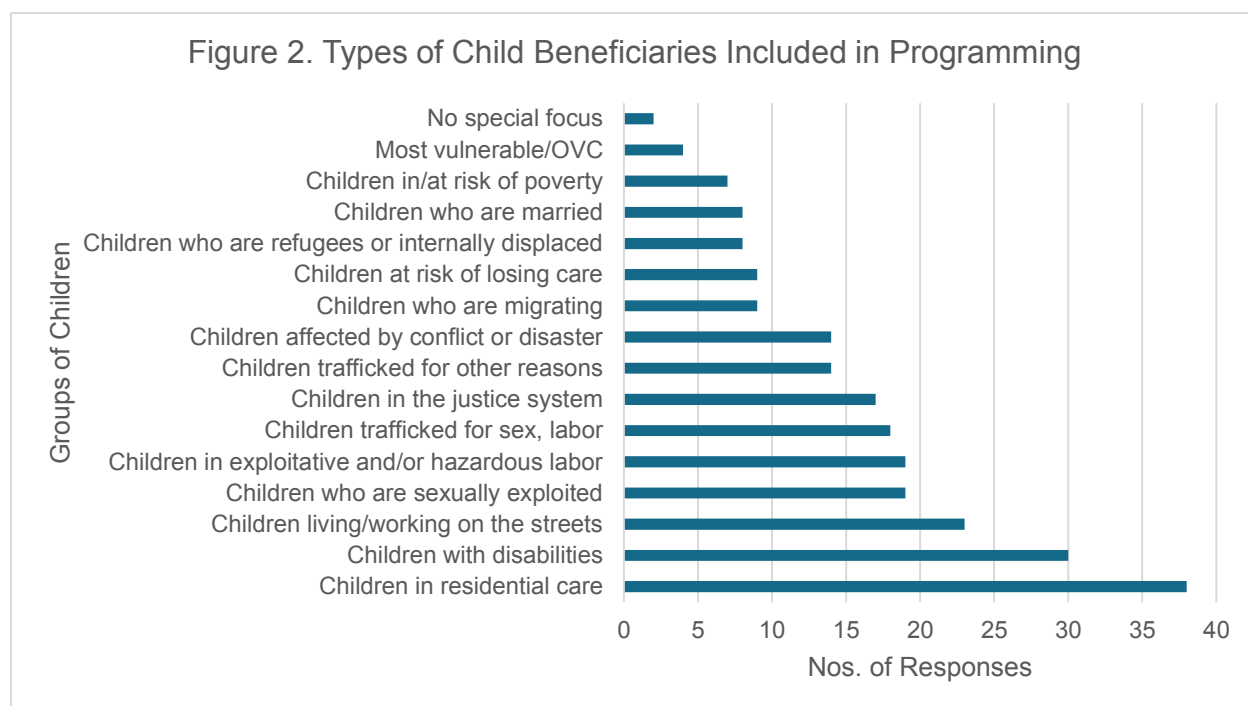 Figure 2. Types of Child Beneficiaries Included in Programming
Groups of Children
No special focus
Most vulnerable/OVC
Children in/at risk of poverty
Children who are married
Children who are refugees or internally displaced
Children at risk of losing care
Children who are migrating
Children affected by conflict or disaster
Children trafficked for other reasons
Children in the justice system
Children trafficked for sex, labor
Children in exploitative and/or hazardous labor
Children who are sexually exploited
Children living/working on the streets
Children with disabilities
Children in residential care
0 5 10 15 20 25 30 35 40
Nos. of Responses